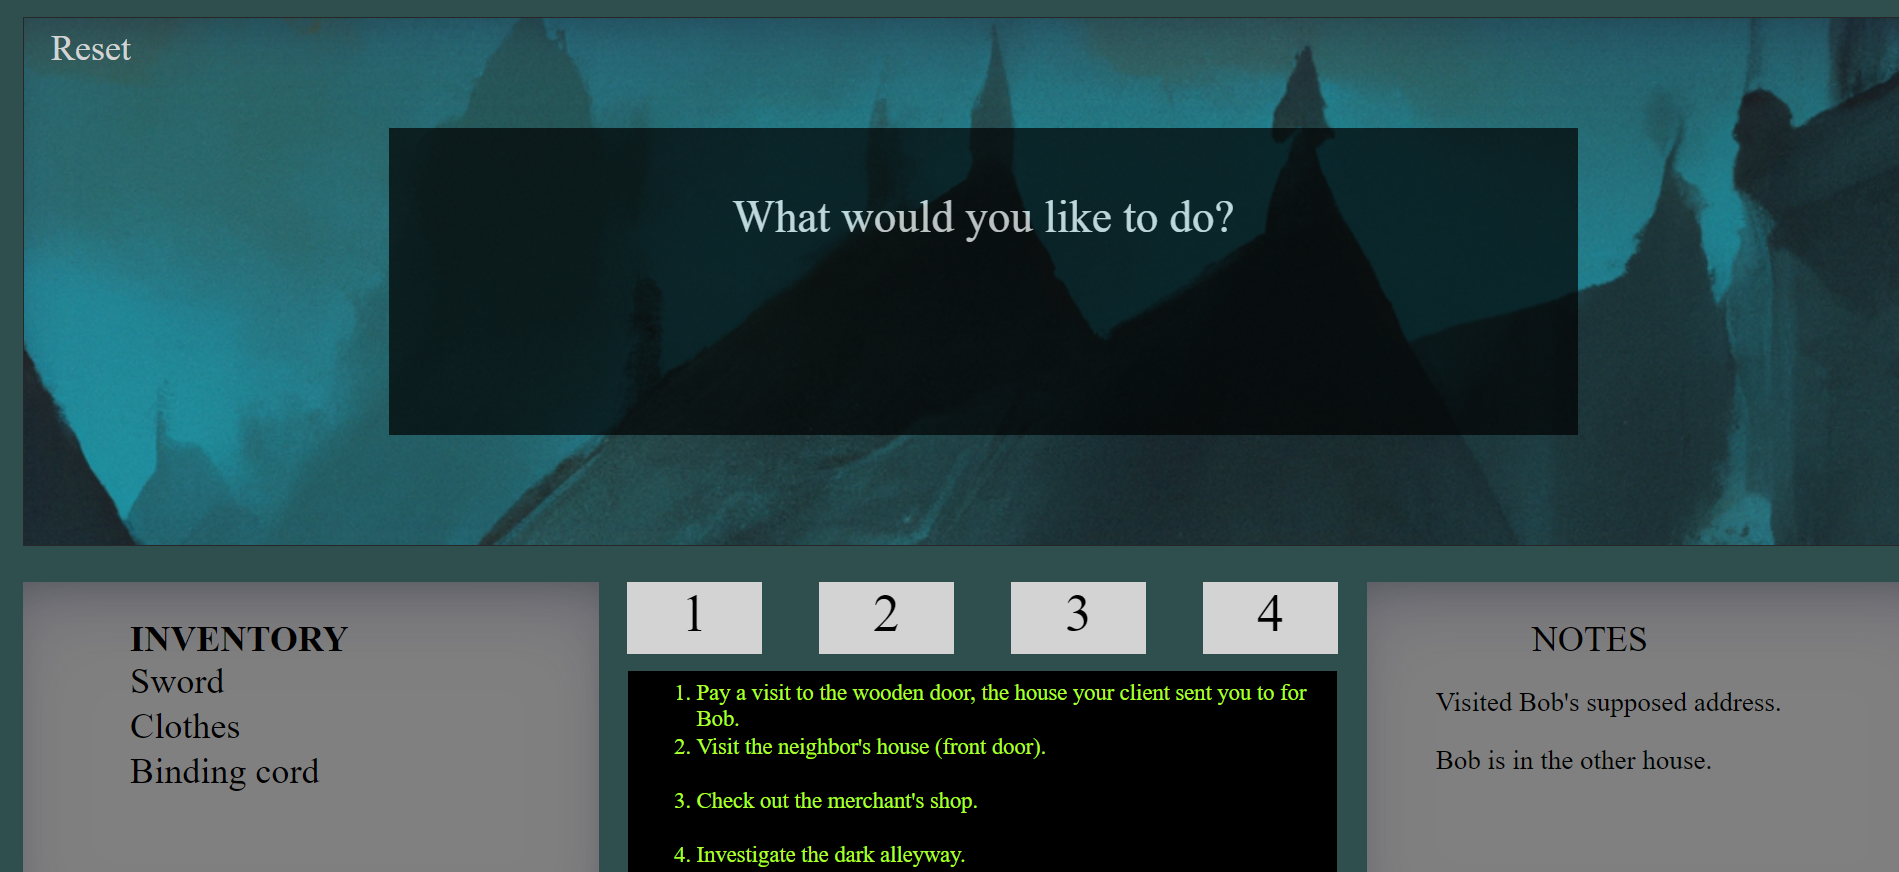 Reset
What would you like to do?
INVENTORY
Sword
Clothes
Binding cord
1
2
3
4
1. Pay a visit to the wooden door, the house your client sent you to for
Bob.
2. Visit the neighbor's house (front door).
3. Check out the merchant's shop.
4. Investigate the dark alleyway.
NOTES
Visited Bob's supposed address.
Bob is in the other house.